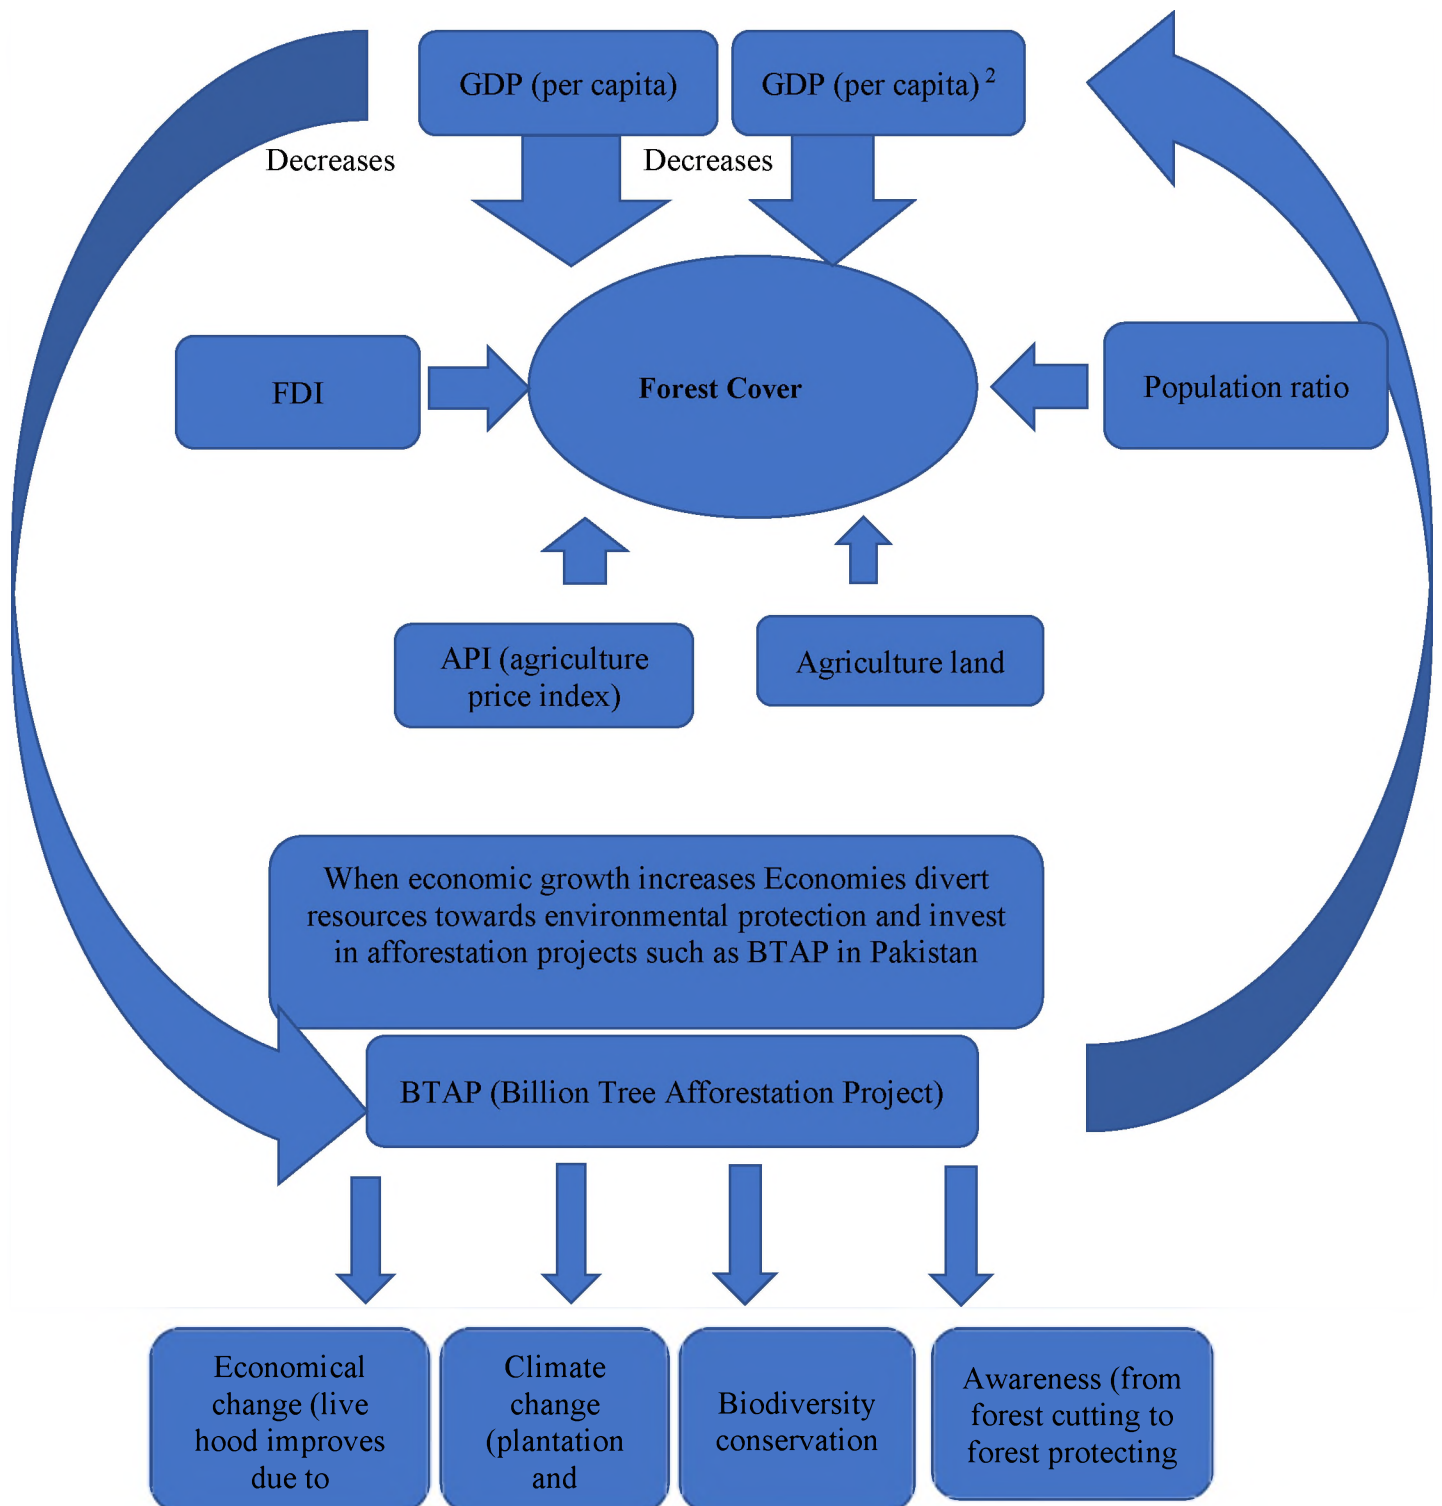 GDP (per capita)
GDP (per capita)²
Decreases
Decreases
FDI
Forest Cover
Population ratio
API (agriculture
price index)
Agriculture land
When economic growth increases Economies divert
resources towards environmental protection and invest
in afforestation projects such as BTAP in Pakistan
BTAP (Billion Tree Afforestation Project)
Economical
change (live
hood improves
due to
Climate
change
(plantation
and
Biodiversity
conservation
Awareness (from
forest cutting to
forest protecting